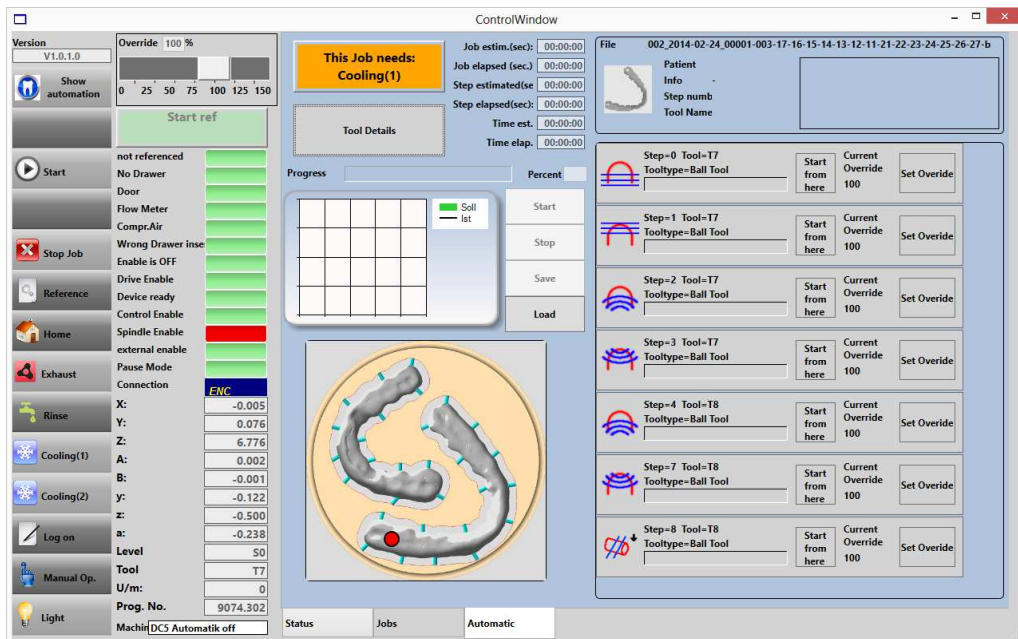 ControlWindow
Version
V1.0.1.0
Show
automation
Start
Stop Job
Reference
Home
Exhaust
Rinse
Cooling(1)
Cooling(2)
Log on
Manual Op.
Light
Override 100 %
0 25 50 75 100 125 150
Start ref
not referenced
No Drawer
Door
Flow Meter
Compr.Air
Wrong Drawer inse
Enable is OFF
Drive Enable
Device ready
Control Enable
Spindle Enable
external enable
Pause Mode
Connection ENC
X: -0.005
Y: 0.076
Z: 6.776
A: 0.002
B: -0.001
y: -0.122
z: -0.500
a: -0.238
Level S0
Tool T7
U/m: 0
Prog. No. 9074.302
Machin DC5 Automatik off
This Job needs:
Cooling(1)
Tool Details
Job estim.(sec): 00:00:00
Job elapsed (sec.) 00:00:00
Step estimated(se 00:00:00
Step elapsed(sec): 00:00:00
Time est. 00:00:00
Time elap. 00:00:00
Progress Percent
Soll
Ist
Start
Stop
Save
Load
Status Jobs Automatic
File 002_2014-02-24_00001-003-17-16-15-14-13-12-11-21-22-23-24-25-26-27-b
Patient
Info -
Step numb
Tool Name
Step=0 Tool=T7
Tooltype=Ball Tool
Start
from
here
Current
Override
100
Set Overide
Step=1 Tool=T7
Tooltype=Ball Tool
Start
from
here
Current
Override
100
Set Overide
Step=2 Tool=T7
Tooltype=Ball Tool
Start
from
here
Current
Override
100
Set Overide
Step=3 Tool=T7
Tooltype=Ball Tool
Start
from
here
Current
Override
100
Set Overide
Step=4 Tool=T8
Tooltype=Ball Tool
Start
from
here
Current
Override
100
Set Overide
Step=7 Tool=T8
Tooltype=Ball Tool
Start
from
here
Current
Override
100
Set Overide
Step=8 Tool=T8
Tooltype=Ball Tool
Start
from
here
Current
Override
100
Set Overide